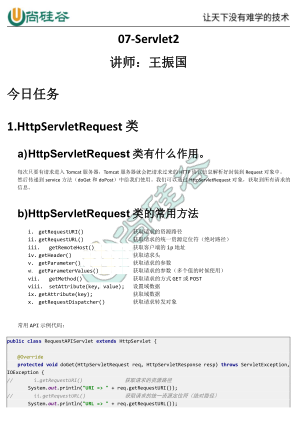 尚硅谷
让天下没有难学的技术
07-Servlet2
讲师：王振国
今日任务
1.HttpServletRequest 类
a)HttpServletRequest 类有什么作用。
每次只要有请求进入 Tomcat 服务器，Tomcat 服务器就会把请求过来的 HTTP 协议信息解析好封装到 Request 对象中。
然后传递到 service 方法（doGet 和 doPost）中给我们使用。我们可以通过 HttpServletRequest 对象，获取到所有请求的
信息。
b)HttpServletRequest 类的常用方法
i. getRequestURI() 获取请求的资源路径
ii. getRequestURL() 获取请求的统一资源定位符（绝对路径）
iii. getRemoteHost() 获取客户端的 ip 地址
iv. getHeader() 获取请求头
v. getParameter() 获取请求的参数
vi. getParameterValues() 获取请求的参数（多个值的时候使用）
vii. getMethod() 获取请求的方式 GET 或 POST
viii. setAttribute(key, value); 设置域数据
ix. getAttribute(key); 获取域数据
x. getRequestDispatcher() 获取请求转发对象
常用 API 示例代码：
public class RequestAPIServlet extends HttpServlet {
@Override
protected void doGet(HttpServletRequest req, HttpServletResponse resp) throws ServletException,
IOException {
// i.getRequestURI() 获取请求的资源路径
System.out.println("URI => " + req.getRequestURI());
// ii.getRequestURL() 获取请求的统一资源定位符（绝对路径）
System.out.println("URL => " + req.getRequestURL());